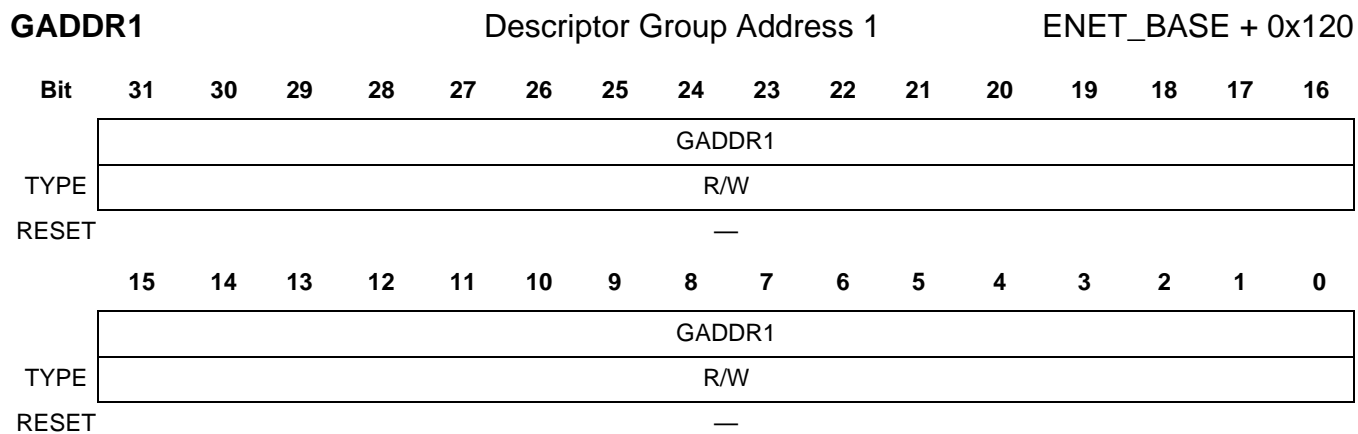 GADDR1 Descriptor Group Address 1 ENET_BASE + 0x120
Bit 31 30 29 28 27 26 25 24 23 22 21 20 19 18 17 16
GADDR1
TYPE R/W
RESET —
15 14 13 12 11 10 9 8 7 6 5 4 3 2 1 0
GADDR1
TYPE R/W
RESET —